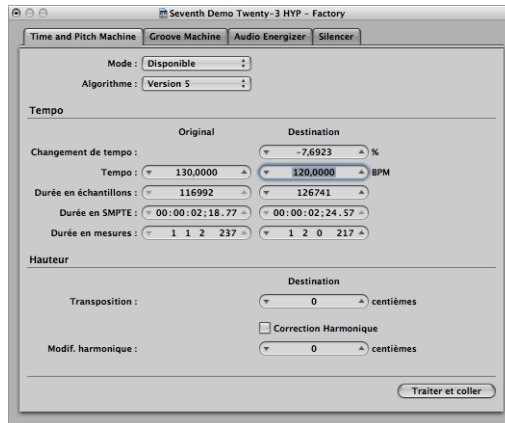 Seventh Demo Twenty-3 HYP – Factory
Time and Pitch Machine Groove Machine Audio Energizer Silencer
Mode : Disponible
Algorithme : Version 5
Tempo
Original Destination
Changement de tempo : -7,6923 %
Tempo : 130,0000 120,0000 BPM
Durée en échantillons : 116992 126741
Durée en SMPTE : 00:00:02;18.77 00:00:02;24.57
Durée en mesures : 1 1 2 237 1 2 0 217
Hauteur
Destination
Transposition : 0 centièmes
Correction Harmonique
Modif. harmonique : 0 centièmes
Traiter et coller